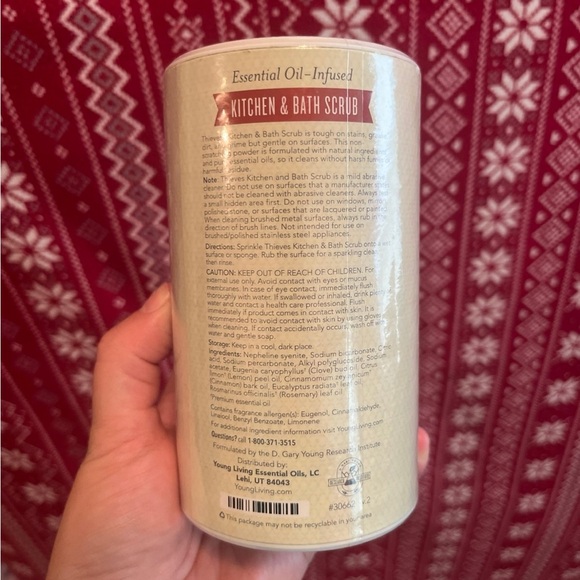 Essential Oil–Infused
KITCHEN & BATH SCRUB
Thieves Kitchen & Bath Scrub is tough on stains, grease,
dirt, and grime but gentle on surfaces. This non-
scratching powder is formulated with natural ingredients
and pure essential oils, so it cleans without harsh fumes or
harmful residue.
Note: Thieves Kitchen and Bath Scrub is a mild abrasive
cleaner. Do not use on surfaces that a manufacturer states
should not be cleaned with abrasive cleaners. Always test
a small hidden area first. Do not use on windows, mirrors,
polished stone, or surfaces that are lacquered or painted.
When cleaning brushed metal surfaces, always rub in the
direction of brush lines. Not intended for use on
brushed/polished stainless steel appliances.
Directions: Sprinkle Thieves Kitchen & Bath Scrub onto a wet
surface or sponge. Rub the surface for a sparkling clean,
then rinse.
CAUTION: KEEP OUT OF REACH OF CHILDREN. For
external use only. Avoid contact with eyes or mucus
membranes. In case of eye contact, immediately flush
thoroughly with water. If swallowed or inhaled, drink plenty
water and contact a health care professional. Flush
immediately if product comes in contact with skin. It is
recommended to avoid contact with skin by using gloves
when cleaning. If contact accidentally occurs, wash off with
water and gentle soap.
Storage: Keep in a cool, dark place.
Ingredients: Nepheline syenite, Sodium bicarbonate, Citric
acid, Sodium percarbonate, Alkyl polyglucoside, Sodium
acetate, Eugenia caryophyllus* (Clove) bud oil, Citrus
limon* (Lemon) peel oil, Cinnamomum zeylanicum*
(Cinnamon) bark oil, Eucalyptus radiata* leaf oil,
Rosmarinus officinalis* (Rosemary) leaf oil
*Premium essential oil
Contains fragrance allergen(s): Eugenol, Cinnamaldehyde,
Linalool, Benzyl Benzoate, Limonene
For additional ingredient information visit YoungLiving.com.
Questions? call 1-800-371-3515
Formulated by the D. Gary Young Research Institute.
Distributed by:
Young Living Essential Oils, LC
Lehi, UT 84043
YoungLiving.com
This package may not be recyclable in your area